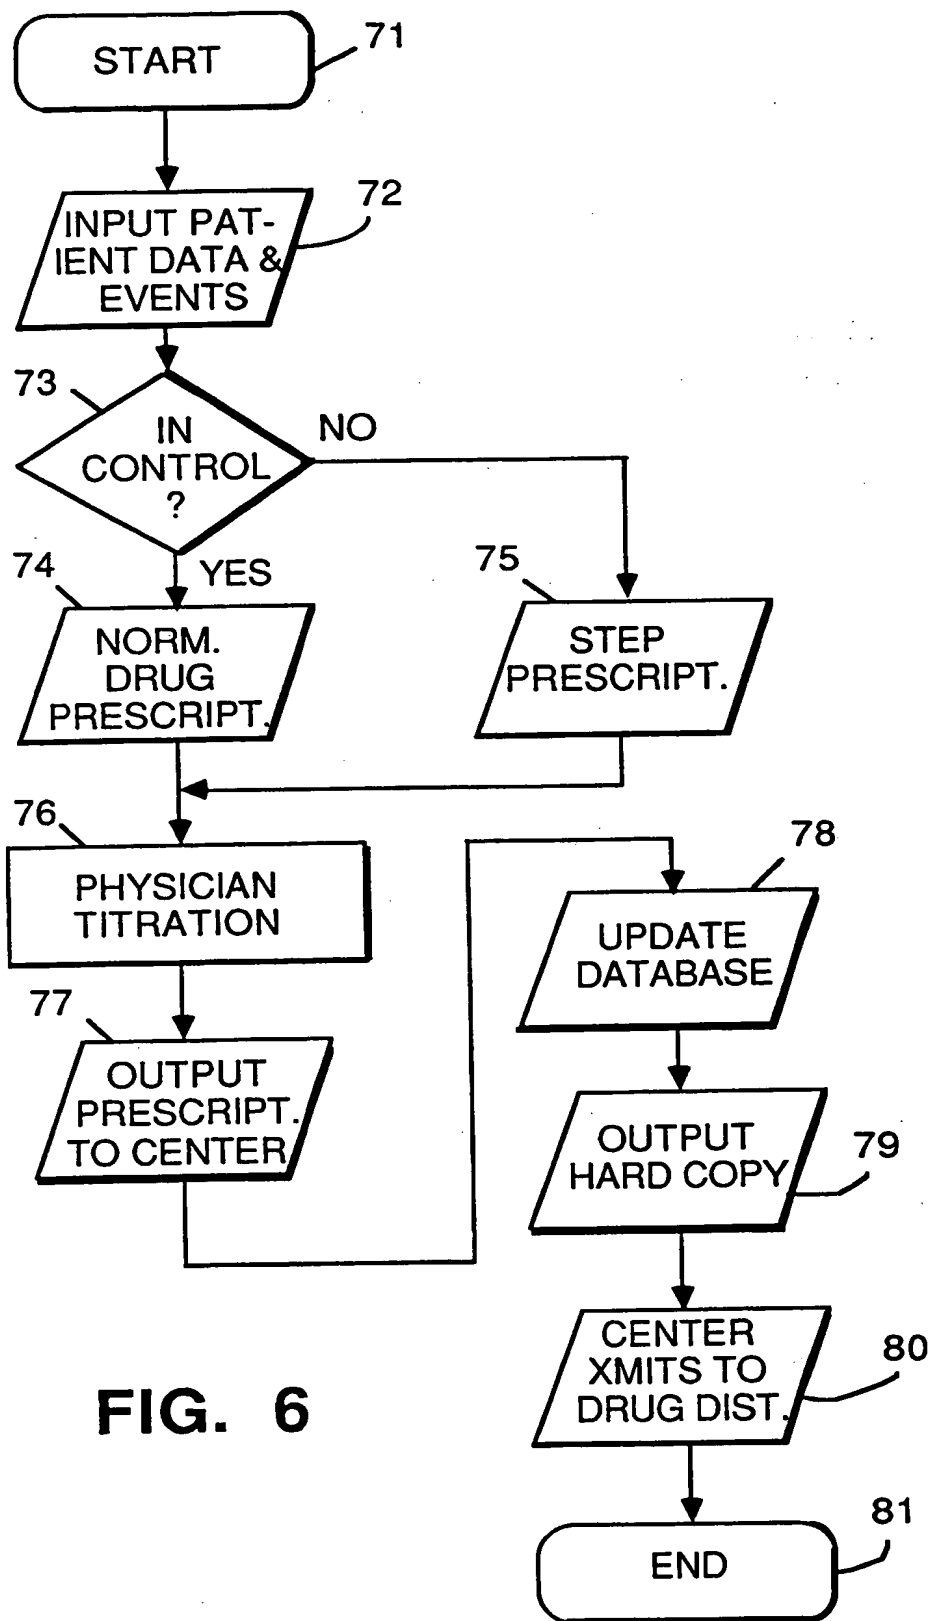 START
71
72
INPUT PAT-
IENT DATA &
EVENTS
73
IN
CONTROL
?
NO
YES
74
NORM.
DRUG
PRESCRIPT.
75
STEP
PRESCRIPT.
76
PHYSICIAN
TITRATION
77
OUTPUT
PRESCRIPT.
TO CENTER
78
UPDATE
DATABASE
OUTPUT
HARD COPY
79
CENTER
XMITS TO
DRUG DIST.
80
81
END
FIG. 6